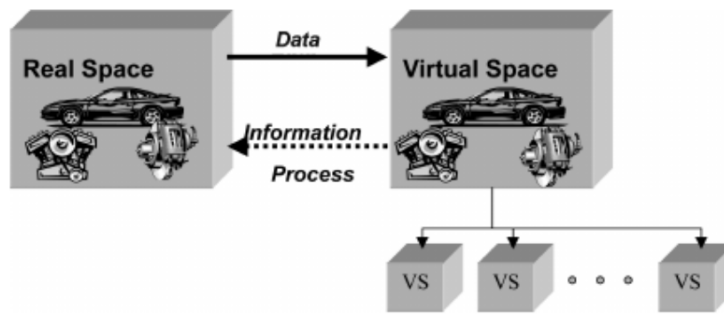 Data
Real Space
Virtual Space
Information
Process
VS
VS
VS